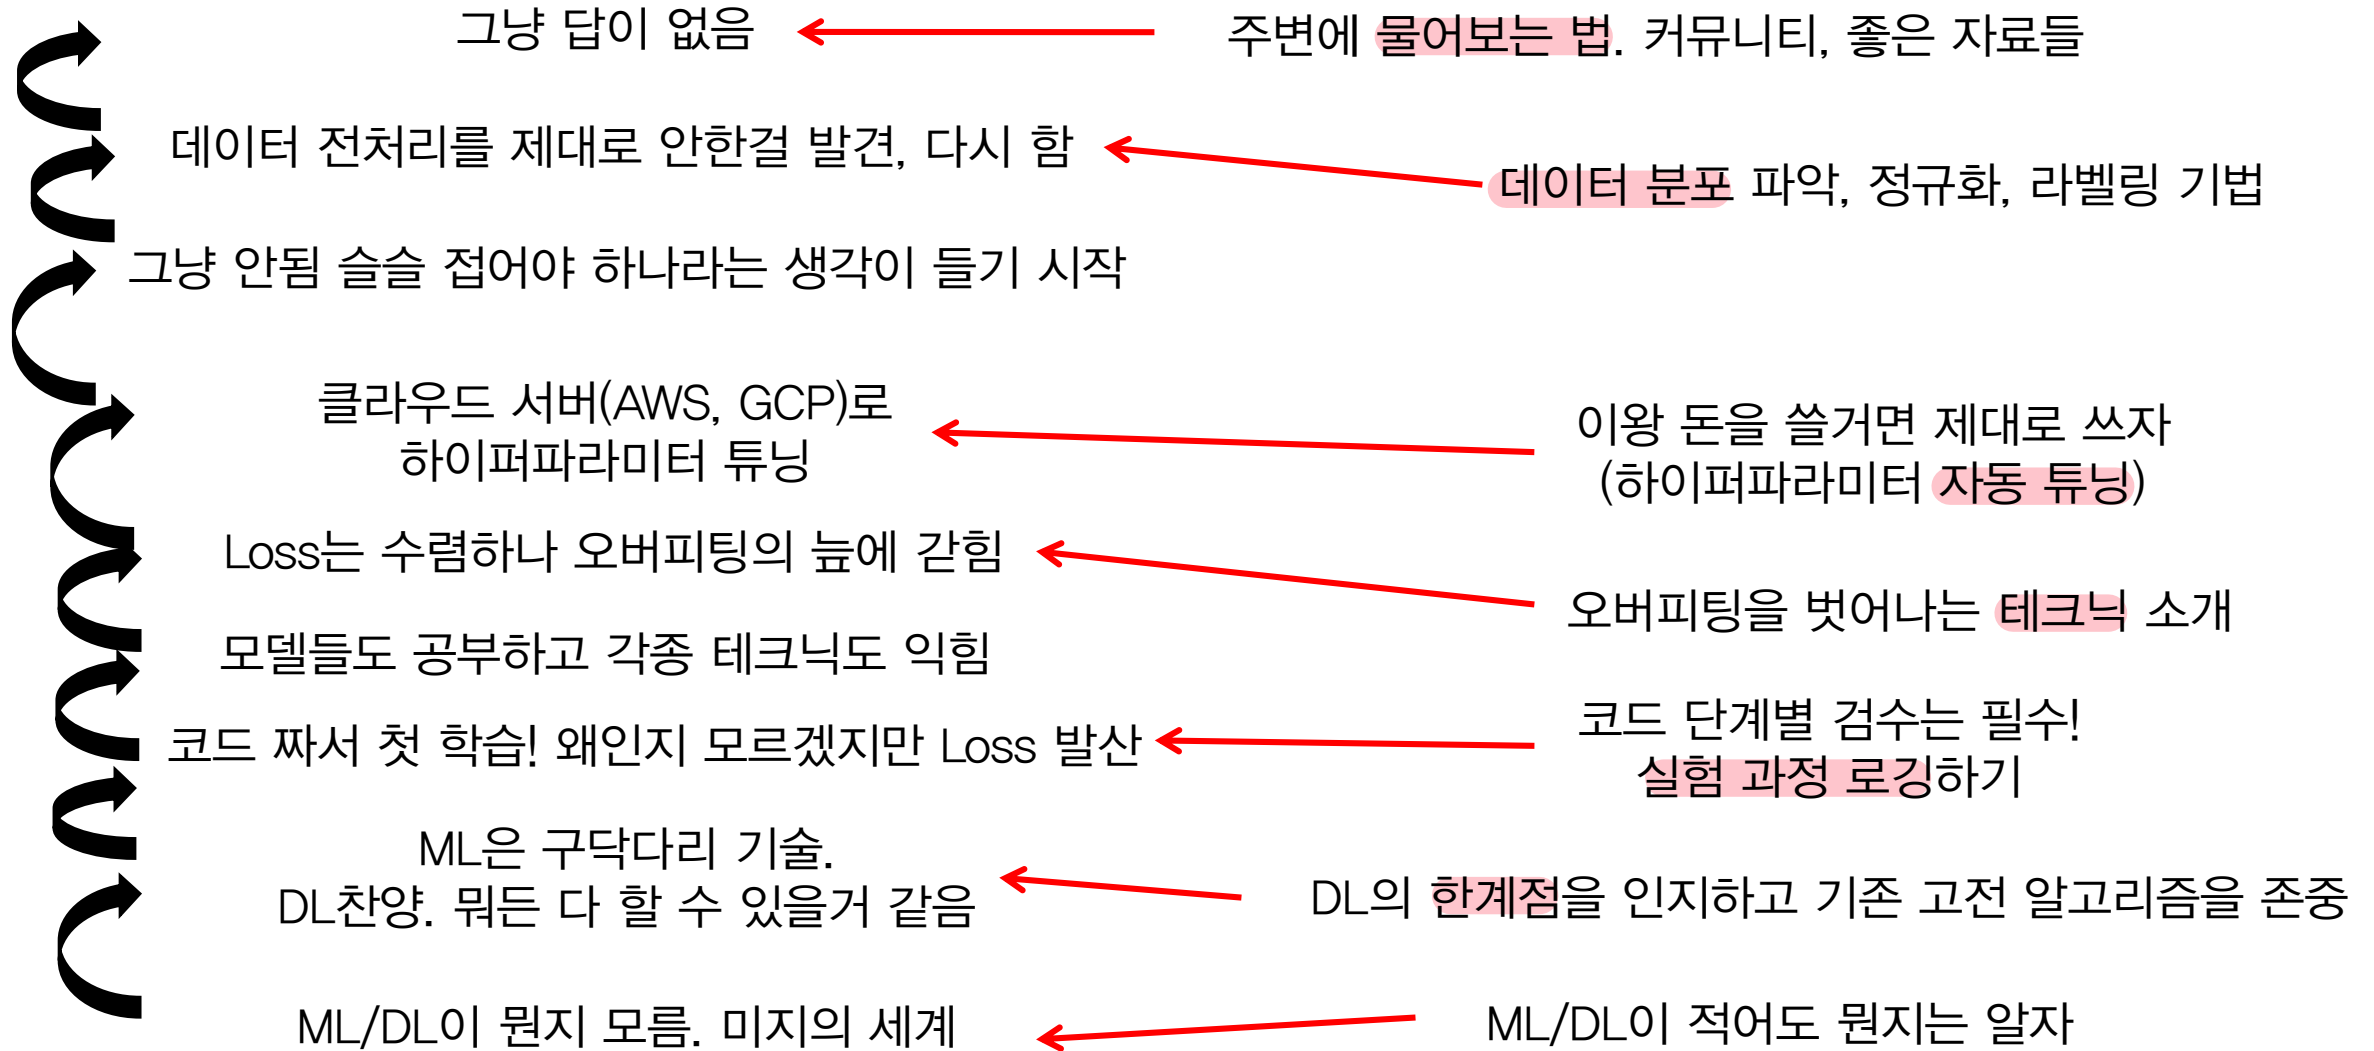 그냥 답이 없음
주변에 물어보는 법. 커뮤니티, 좋은 자료들
데이터 전처리를 제대로 안한걸 발견, 다시 함
데이터 분포 파악, 정규화, 라벨링 기법
그냥 안됨 슬슬 접어야 하나라는 생각이 들기 시작
클라우드 서버(AWS, GCP)로
하이퍼파라미터 튜닝
이왕 돈을 쓸거면 제대로 쓰자
(하이퍼파라미터 자동 튜닝)
Loss는 수렴하나 오버피팅의 늪에 갇힘
오버피팅을 벗어나는 테크닉 소개
모델들도 공부하고 각종 테크닉도 익힘
코드 짜서 첫 학습! 왜인지 모르겠지만 Loss 발산
코드 단계별 검수는 필수!
실험 과정 로깅하기
ML은 구닥다리 기술.
DL찬양. 뭐든 다 할 수 있을거 같음
DL의 한계점을 인지하고 기존 고전 알고리즘을 존중
ML/DL이 뭔지 모름. 미지의 세계
ML/DL이 적어도 뭔지는 알자